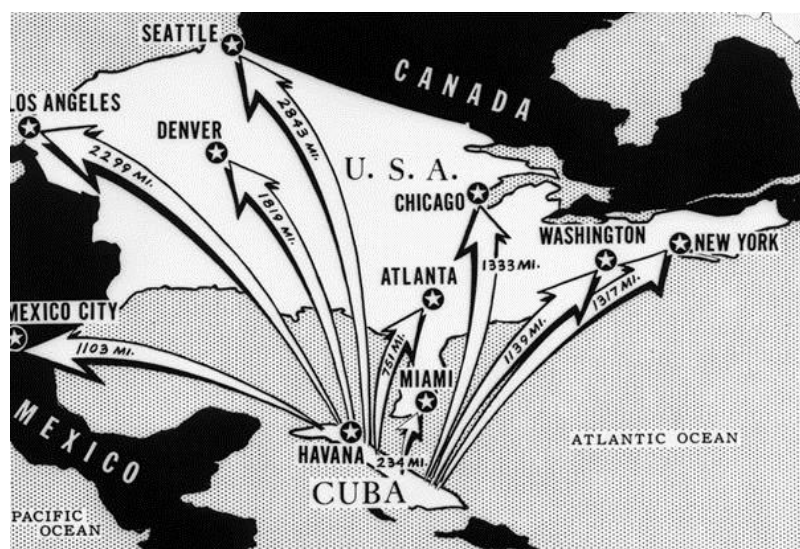 SEATTLE
CANADA
LOS ANGELES
DENVER
2843 MI.
2299 MI.
U. S. A.
1819 MI.
CHICAGO
WASHINGTON
NEW YORK
1333 MI.
ATLANTA
1317 MI.
MEXICO CITY
1139 MI.
751 MI.
1103 MI.
MIAMI
MEXICO
HAVANA
234 MI.
ATLANTIC OCEAN
CUBA
PACIFIC
OCEAN